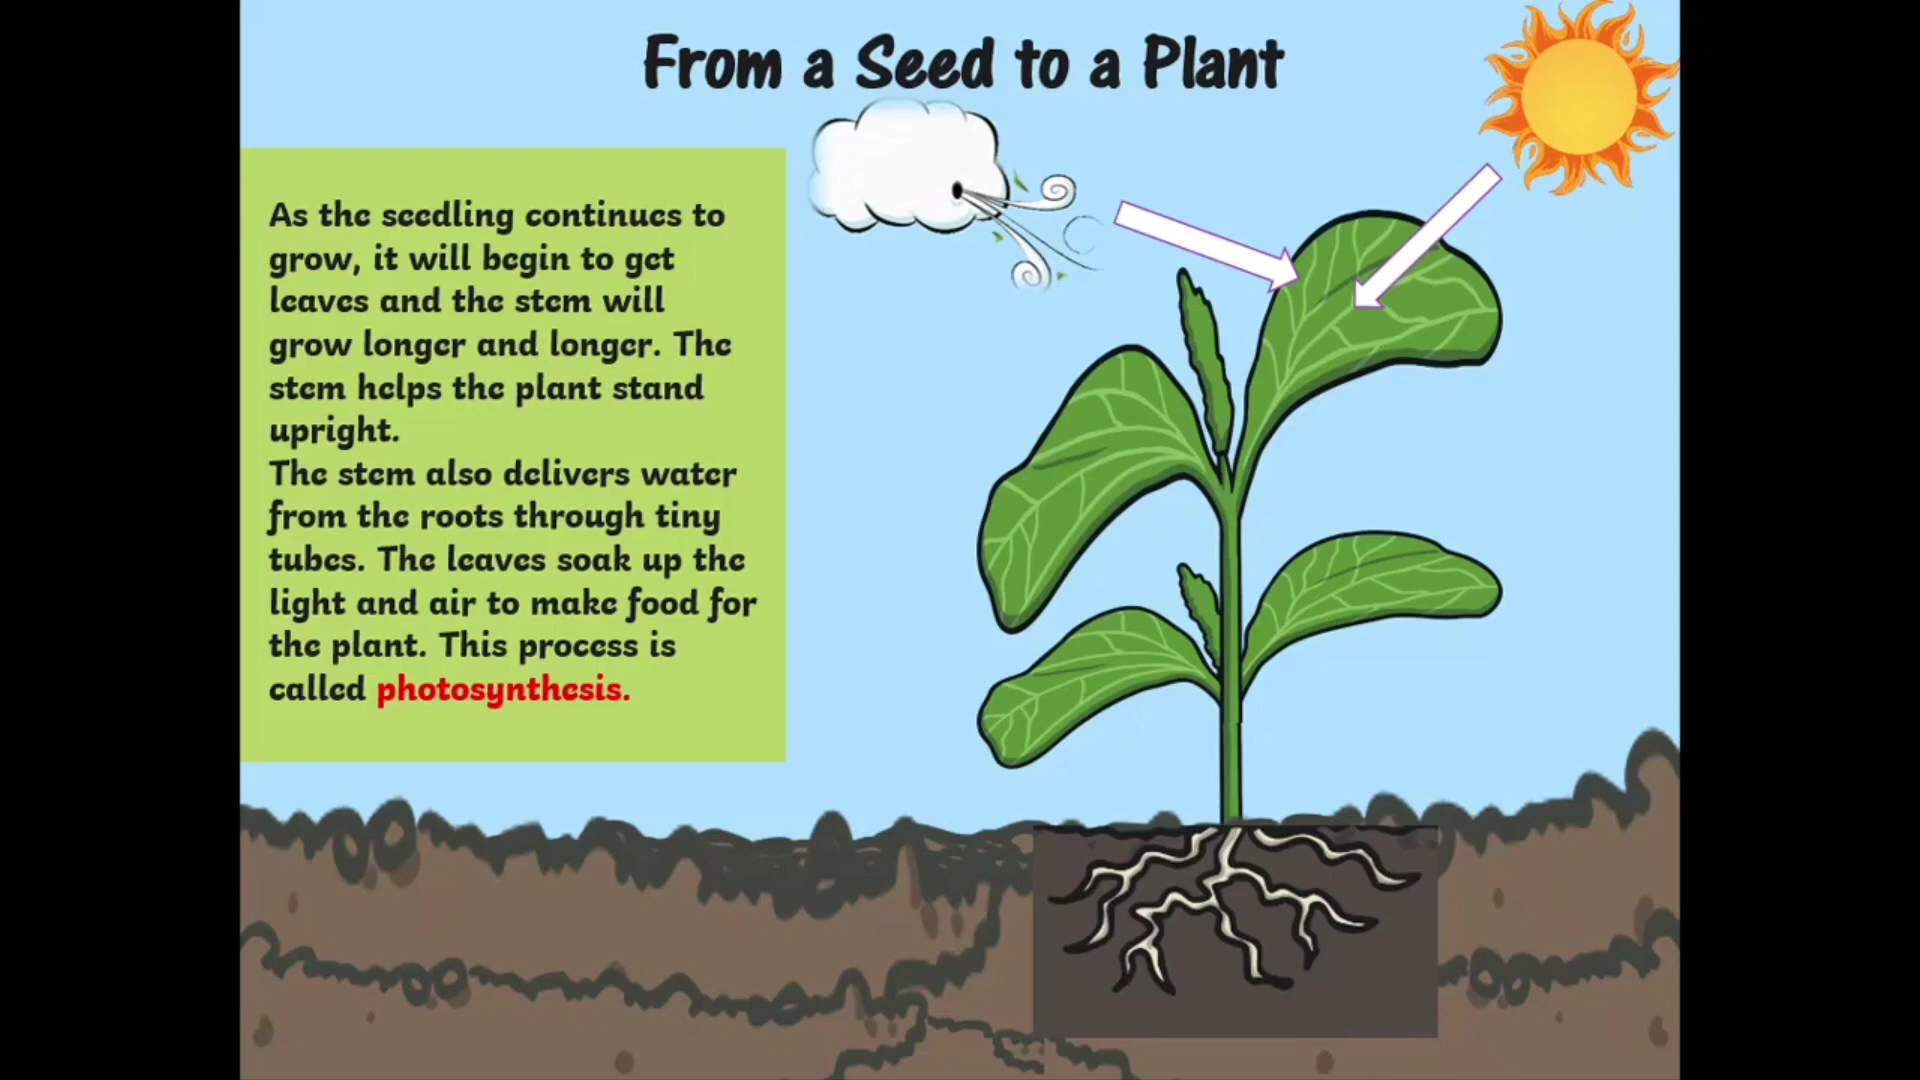 From a Seed to a Plant
As the seedling continues to
grow, it will begin to get
leaves and the stem will
grow longer and longer. The
stem helps the plant stand
upright.
The stem also delivers water
from the roots through tiny
tubes. The leaves soak up the
light and air to make food for
the plant. This process is
called photosynthesis.